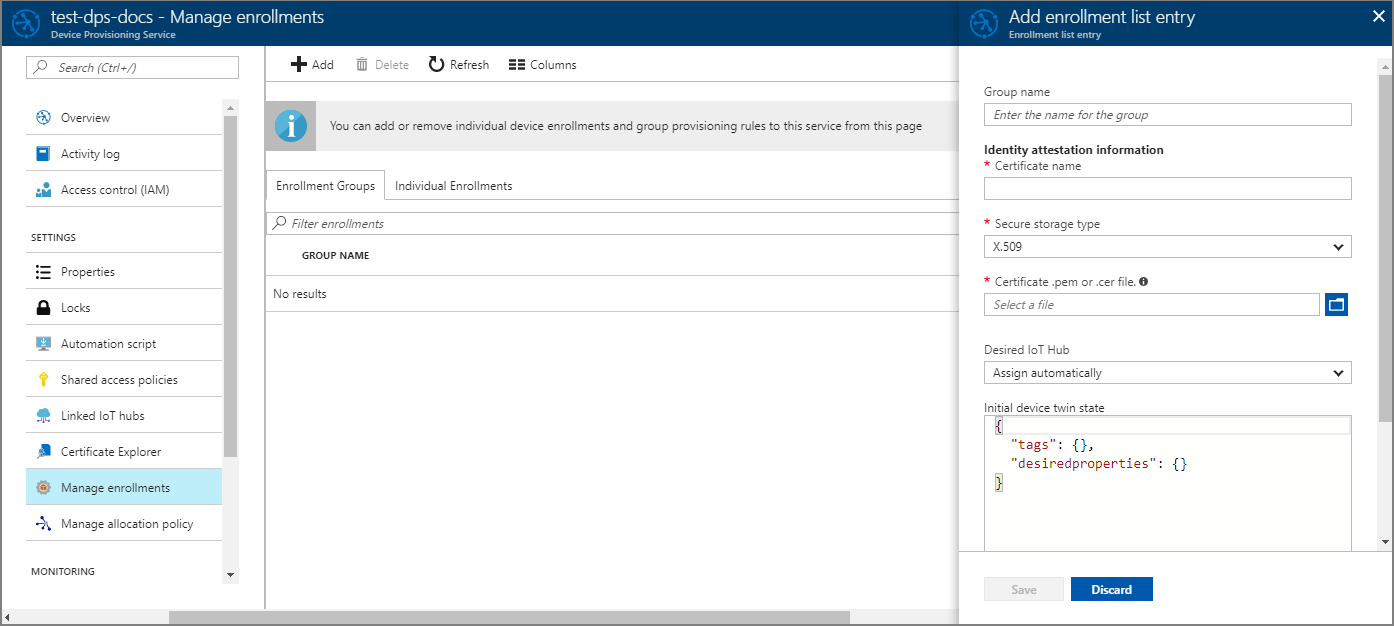 test-dps-docs - Manage enrollments
Device Provisioning Service
Search (Ctrl+/)
Overview
Activity log
Access control (IAM)
SETTINGS
Properties
Locks
Automation script
Shared access policies
Linked IoT hubs
Certificate Explorer
Manage enrollments
Manage allocation policy
MONITORING
Add Delete Refresh Columns
You can add or remove individual device enrollments and group provisioning rules to this service from this page
Enrollment Groups Individual Enrollments
Filter enrollments
GROUP NAME
No results
Add enrollment list entry
Enrollment list entry
Group name
Enter the name for the group
Identity attestation information
* Certificate name
* Secure storage type
X.509
* Certificate .pem or .cer file.
Select a file
Desired IoT Hub
Assign automatically
Initial device twin state
{
"tags": {},
"desiredproperties": {}
}
Save Discard